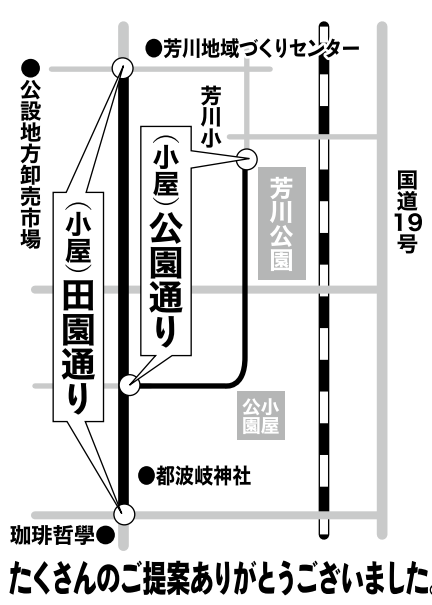 ●芳川地域づくりセンター
●公設地方卸売市場
芳川小
(小屋)公園通り
(小屋)田園通り
芳川公園
国道19号
小屋公園
●都波岐神社
珈琲哲學●
たくさんのご提案ありがとうございました。